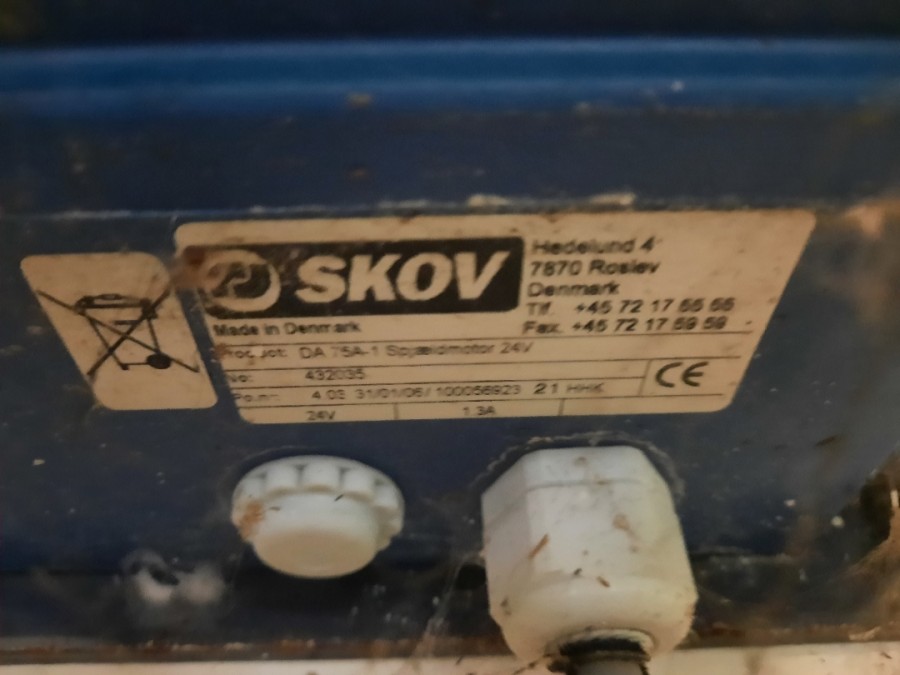 SKOV
Hedelund 4
7870 Roslev
Denmark
Tlf. +45 72 17 55 55
Fax. +45 72 17 59 59
Made in Denmark
Product: DA 75A-1 Spjældmotor 24V
No: 432035
4.03 31/01/06/ 100056923 21 HHK
CE
24V
1.3A